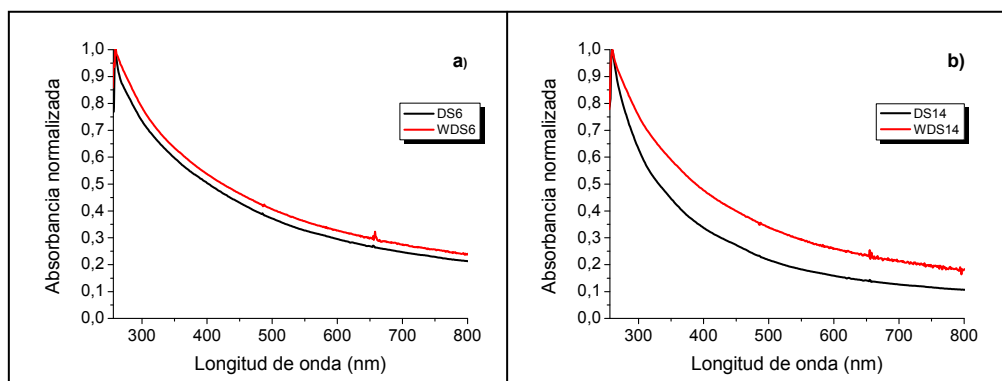 a)
DS6
WDS6
Absorbancia normalizada
1,0
0,9
0,8
0,7
0,6
0,5
0,4
0,3
0,2
0,1
0,0
300 400 500 600 700 800
Longitud de onda (nm)
b)
DS14
WDS14
Absorbancia normalizada
1,0
0,9
0,8
0,7
0,6
0,5
0,4
0,3
0,2
0,1
0,0
300 400 500 600 700 800
Longitud de onda (nm)